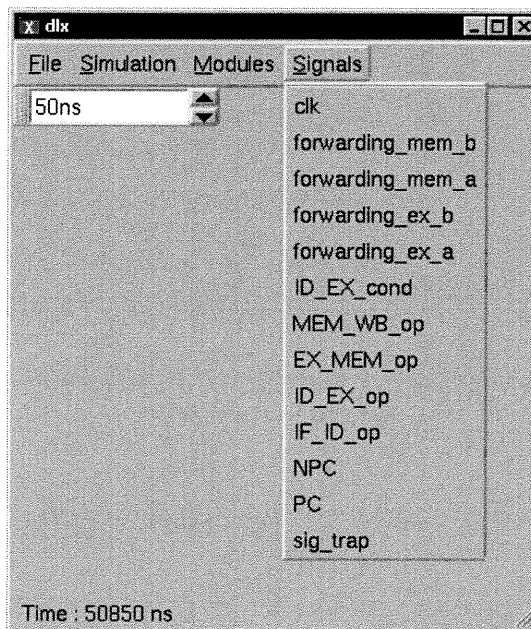 X dlx
File Simulation Modules Signals
50ns
clk
forwarding_mem_b
forwarding_mem_a
forwarding_ex_b
forwarding_ex_a
ID_EX_cond
MEM_WB_op
EX_MEM_op
ID_EX_op
IF_ID_op
NPC
PC
sig_trap
Time : 50850 ns